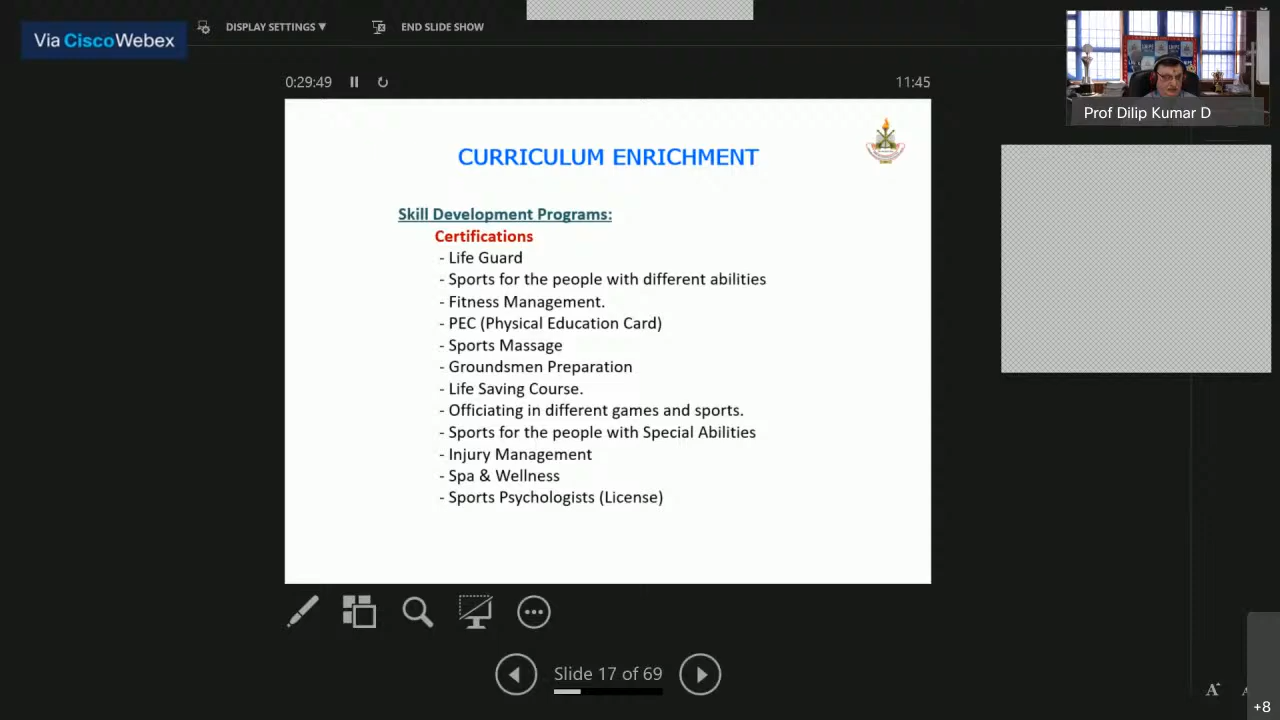 Via CiscoWebex
DISPLAY SETTINGS ▼
END SLIDE SHOW
0:29:49
11:45
Prof Dilip Kumar D
CURRICULUM ENRICHMENT
Skill Development Programs:
Certifications
- Life Guard
- Sports for the people with different abilities
- Fitness Management.
- PEC (Physical Education Card)
- Sports Massage
- Groundsmen Preparation
- Life Saving Course.
- Officiating in different games and sports.
- Sports for the people with Special Abilities
- Injury Management
- Spa & Wellness
- Sports Psychologists (License)
Slide 17 of 69
A
+8